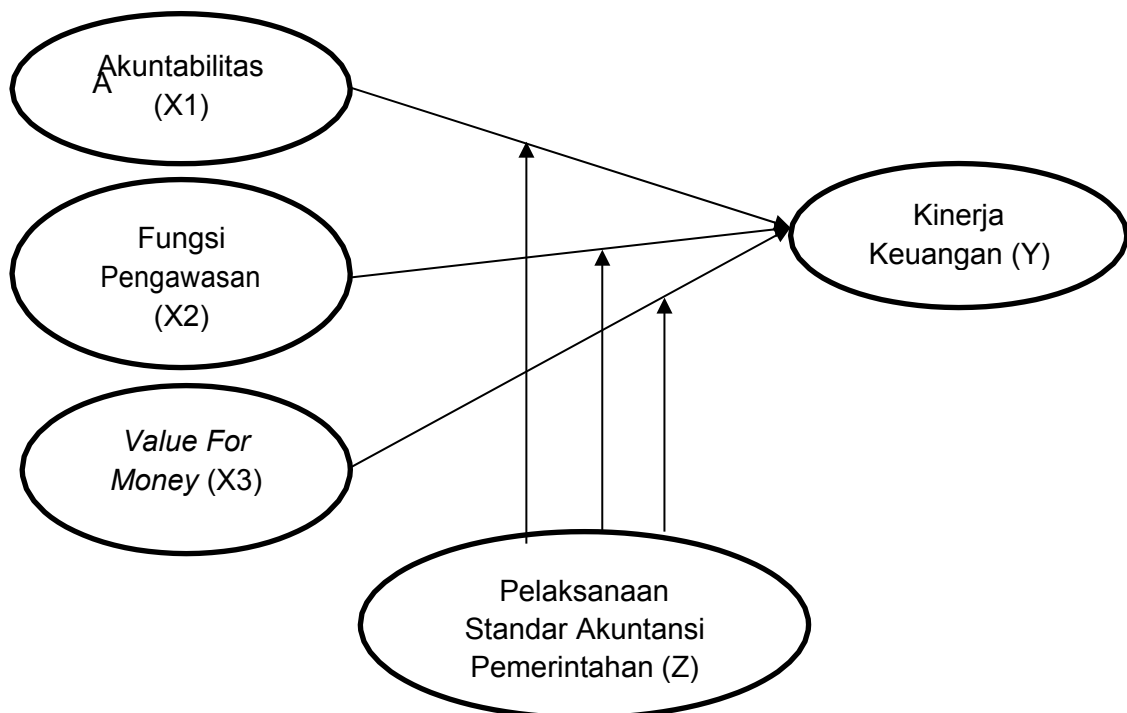 Akuntabilitas
A
(X1)
Fungsi
Pengawasan
(X2)
Value For
Money (X3)
Kinerja
Keuangan (Y)
Pelaksanaan
Standar Akuntansi
Pemerintahan (Z)